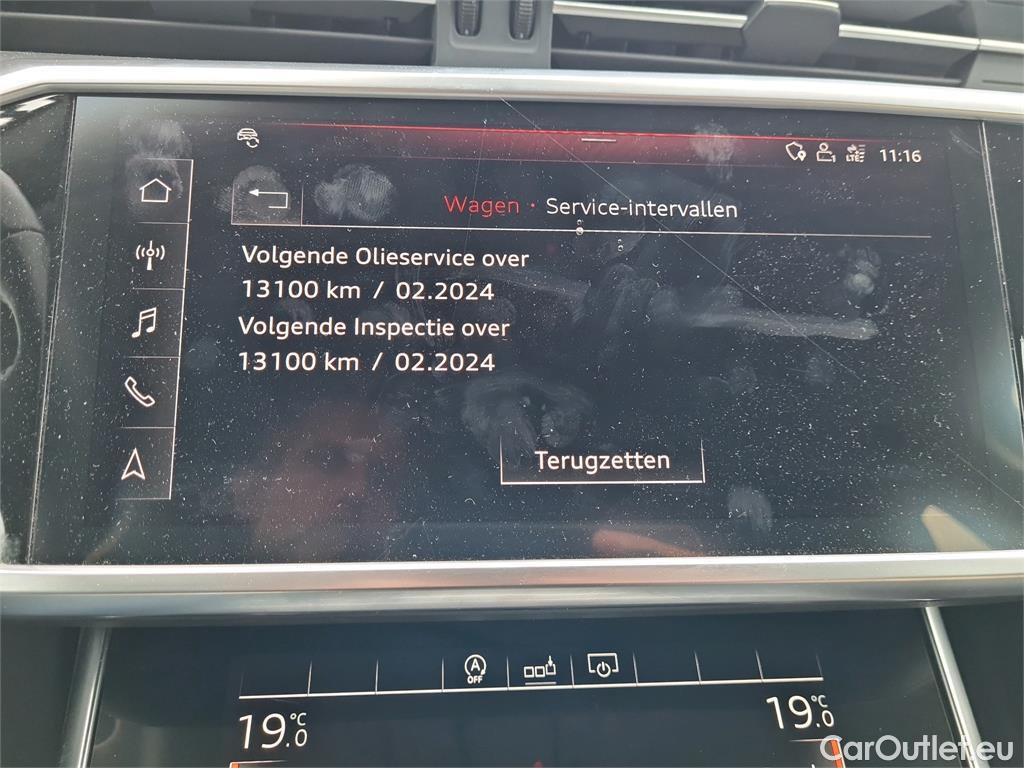 LTE 11:16
Wagen · Service-intervallen
Volgende Olieservice over
13100 km / 02.2024
Volgende Inspectie over
13100 km / 02.2024
Terugzetten
A
OFF
19.0 °C
19.0 °C
CarOutlet.eu